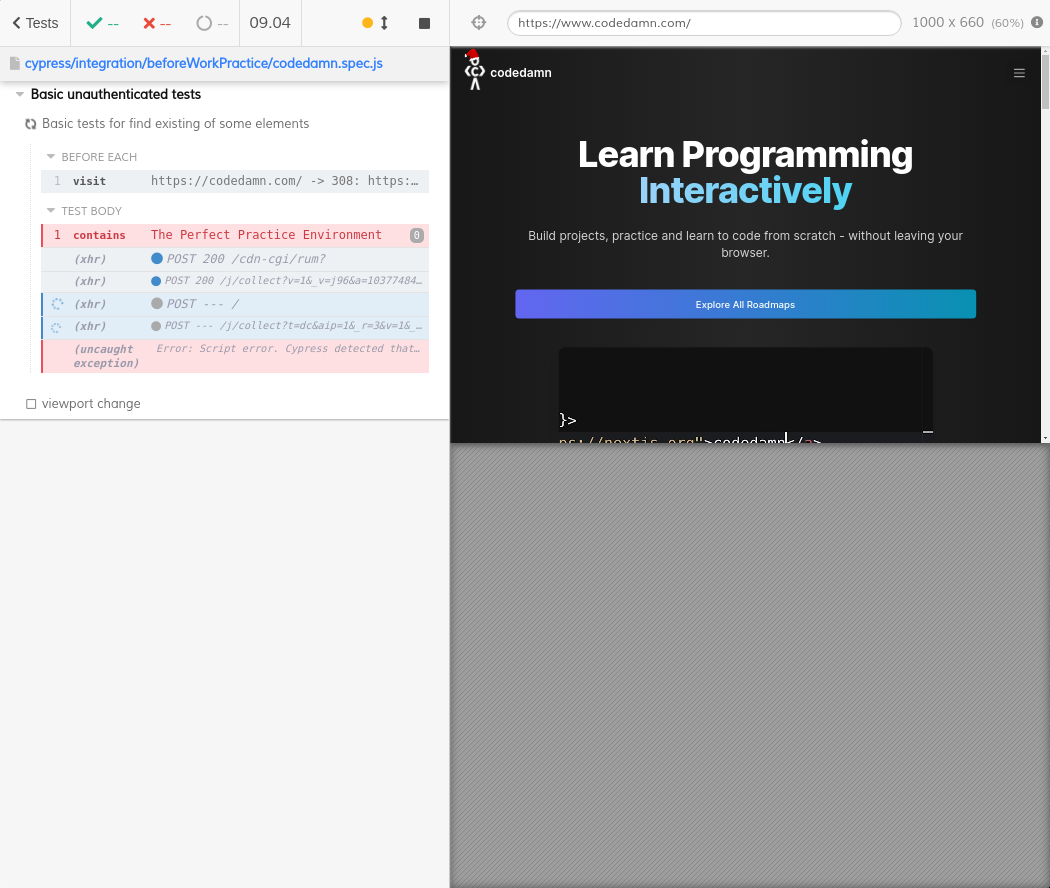 Tests
--
--
--
09.04
https://www.codedamn.com/
1000 x 660 (60%)
cypress/integration/beforeWorkPractice/codedamn.spec.js
Basic unauthenticated tests
Basic tests for find existing of some elements
BEFORE EACH
1 visit https://codedamn.com/ -> 308: https:…
TEST BODY
1 contains The Perfect Practice Environment 0
(xhr) POST 200 /cdn-cgi/rum?
(xhr) POST 200 /j/collect?v=1&_v=j96&a=10377484…
(xhr) POST --- /
(xhr) POST --- /j/collect?t=dc&aip=1&_r=3&v=1&_…
(uncaught exception) Error: Script error. Cypress detected that…
viewport change
codedamn
Learn Programming
Interactively
Build projects, practice and learn to code from scratch - without leaving your
browser.
Explore All Roadmaps
}>
ps://nextjs.org">codedamn</a>